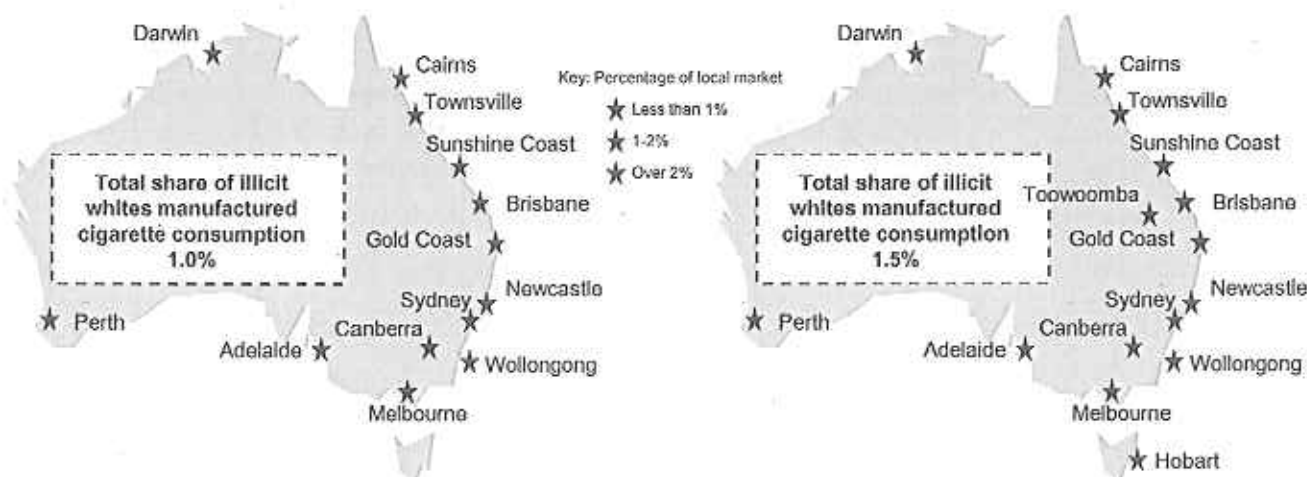 Darwin
Cairns
Townsville
Sunshine Coast
Brisbane
Gold Coast
Newcastle
Sydney
Canberra
Wollongong
Adelaide
Melbourne
Perth
Total share of illicit
whites manufactured
cigarette consumption
1.0%
Key: Percentage of local market
Less than 1%
1-2%
Over 2%
Darwin
Cairns
Townsville
Sunshine Coast
Toowoomba
Brisbane
Gold Coast
Newcastle
Sydney
Canberra
Wollongong
Adelaide
Melbourne
Hobart
Perth
Total share of illicit
whites manufactured
cigarette consumption
1.5%